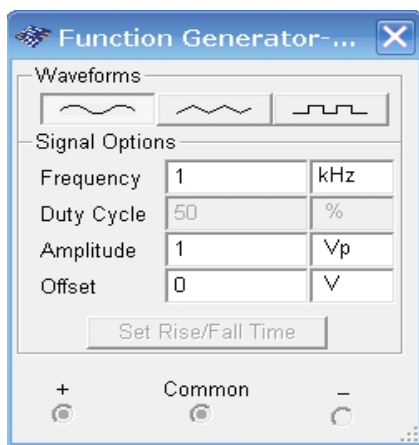 Function Generator-...
Waveforms
Signal Options
Frequency 1 kHz
Duty Cycle 50 %
Amplitude 1 Vp
Offset 0 V
Set Rise/Fall Time
+ Common −